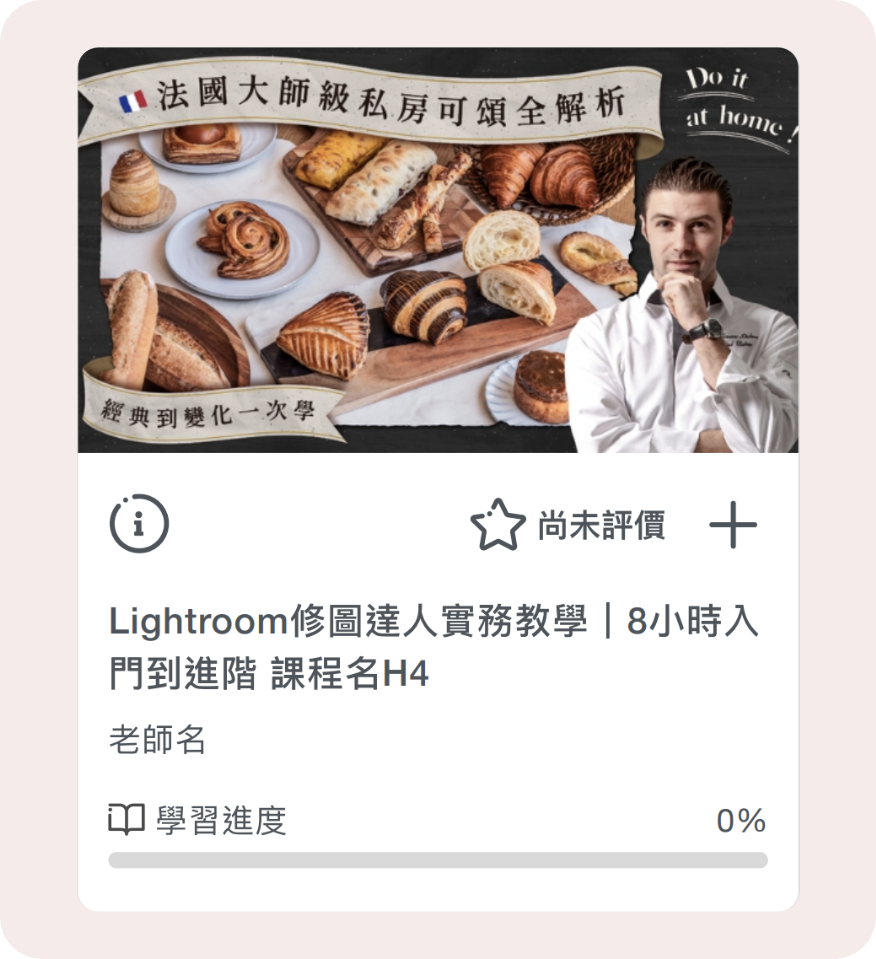 法國大師級私房可頌全解析
Do it
at home!
經典到變化一次學
尚未評價
Lightroom修圖達人實務教學｜8小時入
門到進階 課程名H4
老師名
學習進度 0%